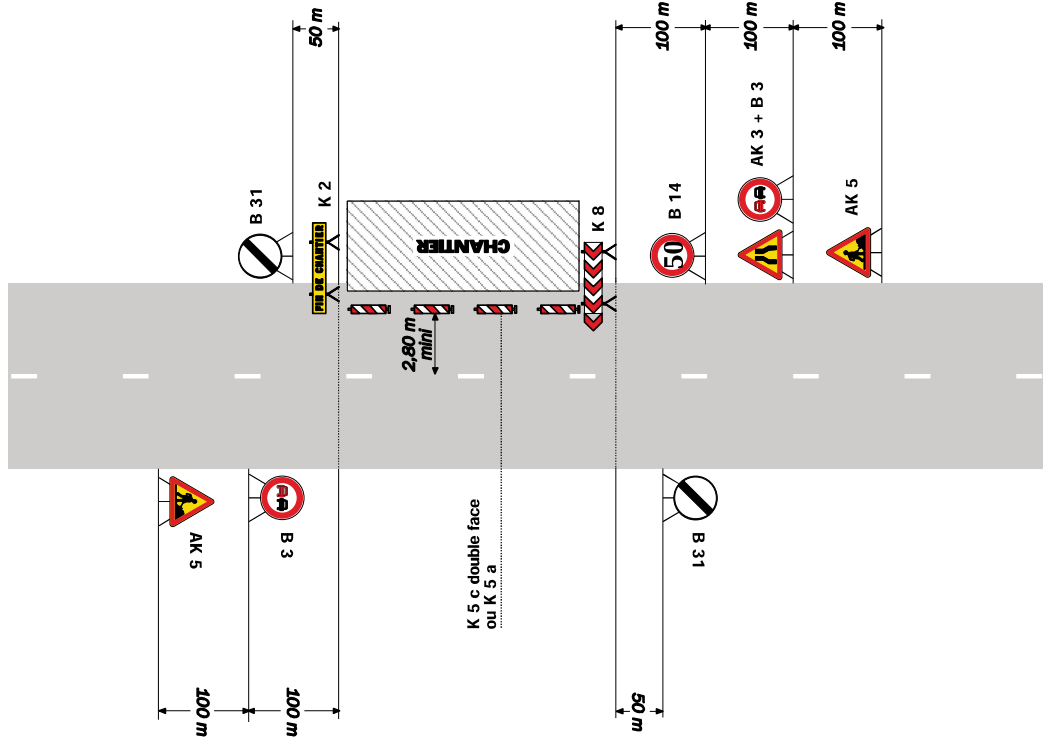 50 m
100 m
100 m
100 m
B 31
K 2
FIN DE CHANTIER
CHANTIER
K 8
50
B 14
AK 3 + B 3
AK 5
2,80 m
mini
K 5 c double face
ou K 5 a
AK 5
B 3
B 31
100 m
100 m
50 m